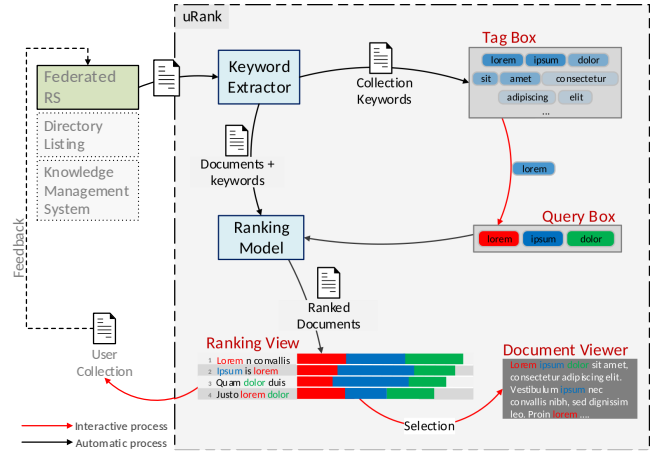 uRank
Federated
RS
Directory
Listing
Knowledge
Management
System
Feedback
Keyword
Extractor
Collection
Keywords
Tag Box
lorem ipsum dolor
sit amet consectetur
adipiscing elit
...
lorem
Documents +
keywords
Query Box
lorem ipsum dolor
Ranking
Model
Ranked
Documents
User
Collection
Ranking View
1 Lorem n convallis
2 Ipsum is lorem
3 Quam dolor duis
4 Justo lorem dolor
Document Viewer
Lorem ipsum dolor sit amet,
consectetur adipiscing elit.
Vestibulum ipsum nec
convallis nibh, sed dignissim
leo. Proin lorem ....
Selection
Interactive process
Automatic process